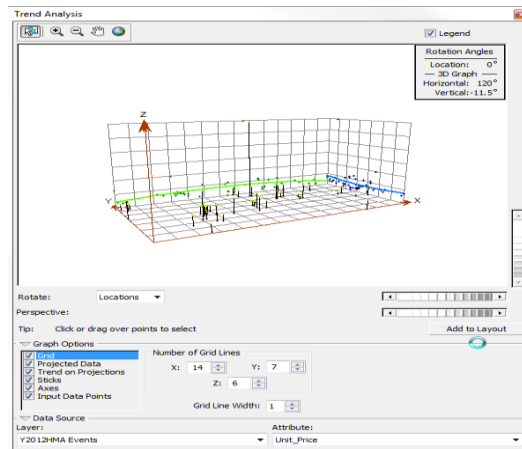 Trend Analysis
Legend
Rotation Angles
Location: 0°
3D Graph
Horizontal: 120°
Vertical:-11.5°
Z
Y
X
Rotate: Locations
Perspective:
Tip: Click or drag over points to select
Add to Layout
Graph Options
Grid
Projected Data
Trend on Projections
Sticks
Axes
Input Data Points
Number of Grid Lines
X: 14 Y: 7
Z: 6
Grid Line Width: 1
Data Source
Layer: Attribute:
Y2012HMA Events Unit_Price